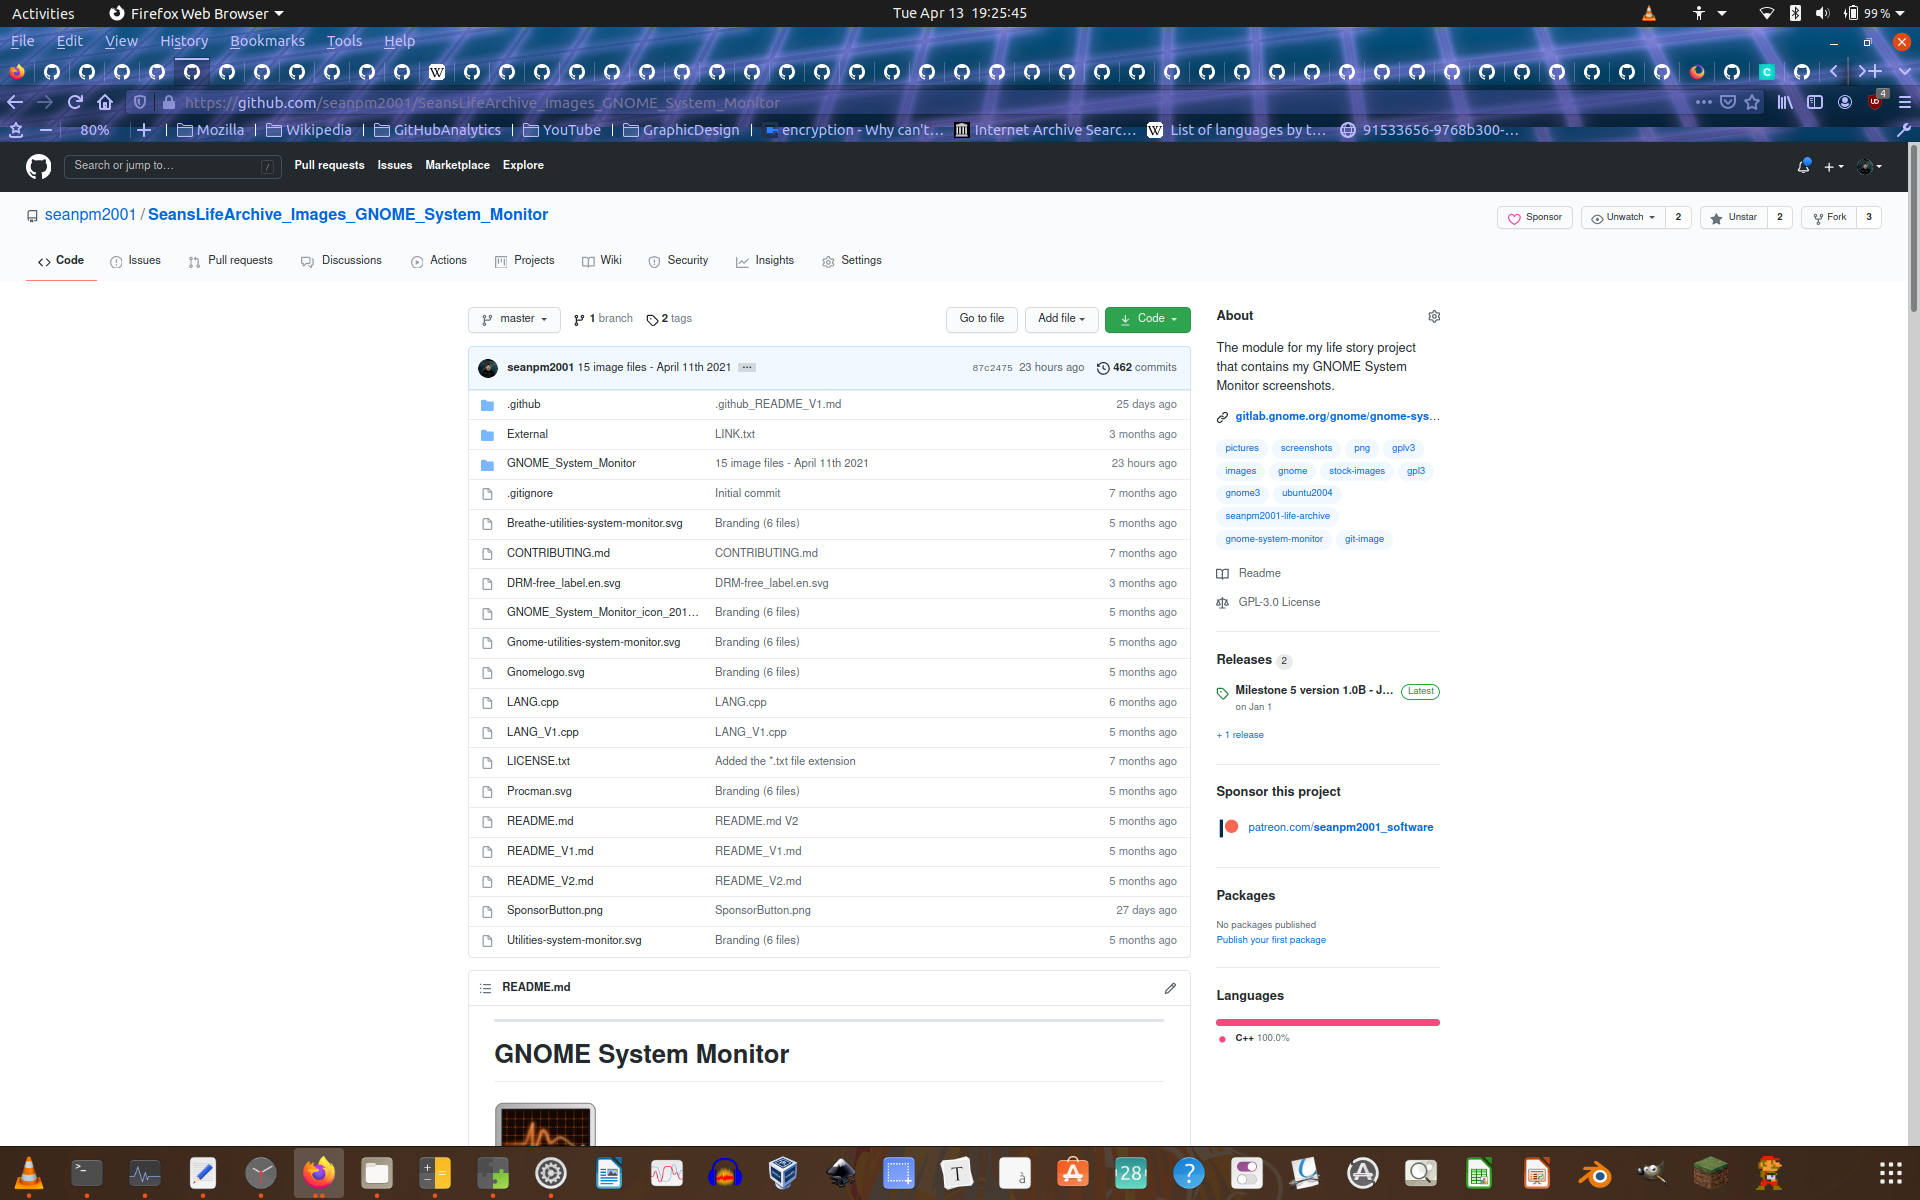 Activities Firefox Web Browser Tue Apr 13 19:25:45 99 %
File Edit View History Bookmarks Tools Help
https://github.com/seanpm2001/SeansLifeArchive_Images_GNOME_System_Monitor 4
80% Mozilla Wikipedia GitHubAnalytics YouTube GraphicDesign encryption - Why can't… Internet Archive Searc… List of languages by t… 91533656-9768b300-…
Search or jump to… / Pull requests Issues Marketplace Explore
seanpm2001 / SeansLifeArchive_Images_GNOME_System_Monitor Sponsor Unwatch 2 Unstar 2 Fork 3
Code Issues Pull requests Discussions Actions Projects Wiki Security Insights Settings
master 1 branch 2 tags Go to file Add file Code
seanpm2001 15 image files - April 11th 2021 … 87c2475 23 hours ago 462 commits
.github .github_README_V1.md 25 days ago
External LINK.txt 3 months ago
GNOME_System_Monitor 15 image files - April 11th 2021 23 hours ago
.gitignore Initial commit 7 months ago
Breathe-utilities-system-monitor.svg Branding (6 files) 5 months ago
CONTRIBUTING.md CONTRIBUTING.md 7 months ago
DRM-free_label.en.svg DRM-free_label.en.svg 3 months ago
GNOME_System_Monitor_icon_201… Branding (6 files) 5 months ago
Gnome-utilities-system-monitor.svg Branding (6 files) 5 months ago
Gnomelogo.svg Branding (6 files) 5 months ago
LANG.cpp LANG.cpp 6 months ago
LANG_V1.cpp LANG_V1.cpp 5 months ago
LICENSE.txt Added the *.txt file extension 7 months ago
Procman.svg Branding (6 files) 5 months ago
README.md README.md V2 5 months ago
README_V1.md README_V1.md 5 months ago
README_V2.md README_V2.md 5 months ago
SponsorButton.png SponsorButton.png 27 days ago
Utilities-system-monitor.svg Branding (6 files) 5 months ago
README.md
GNOME System Monitor
About
The module for my life story project
that contains my GNOME System
Monitor screenshots.
gitlab.gnome.org/gnome/gnome-sys…
pictures screenshots png gplv3
images gnome stock-images gpl3
gnome3 ubuntu2004
seanpm2001-life-archive
gnome-system-monitor git-image
Readme
GPL-3.0 License
Releases 2
Milestone 5 version 1.0B - J… Latest
on Jan 1
+ 1 release
Sponsor this project
patreon.com/seanpm2001_software
Packages
No packages published
Publish your first package
Languages
C++ 100.0%